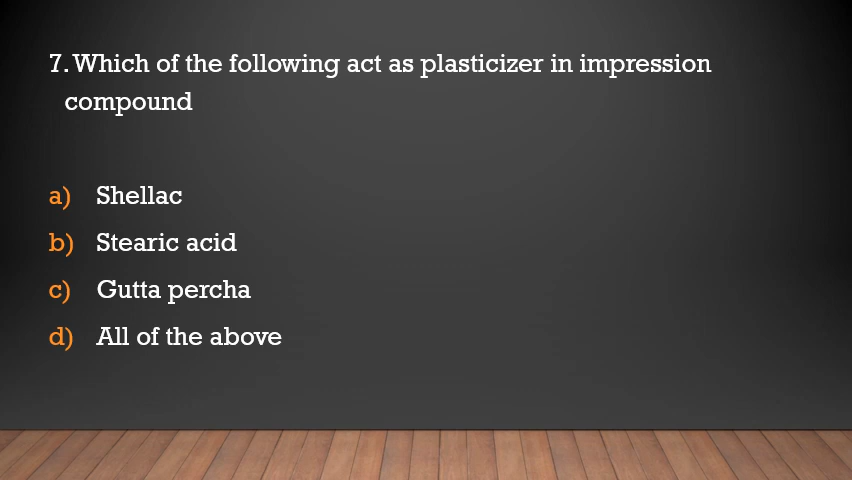 7. Which of the following act as plasticizer in impression
compound
a) Shellac
b) Stearic acid
c) Gutta percha
d) All of the above